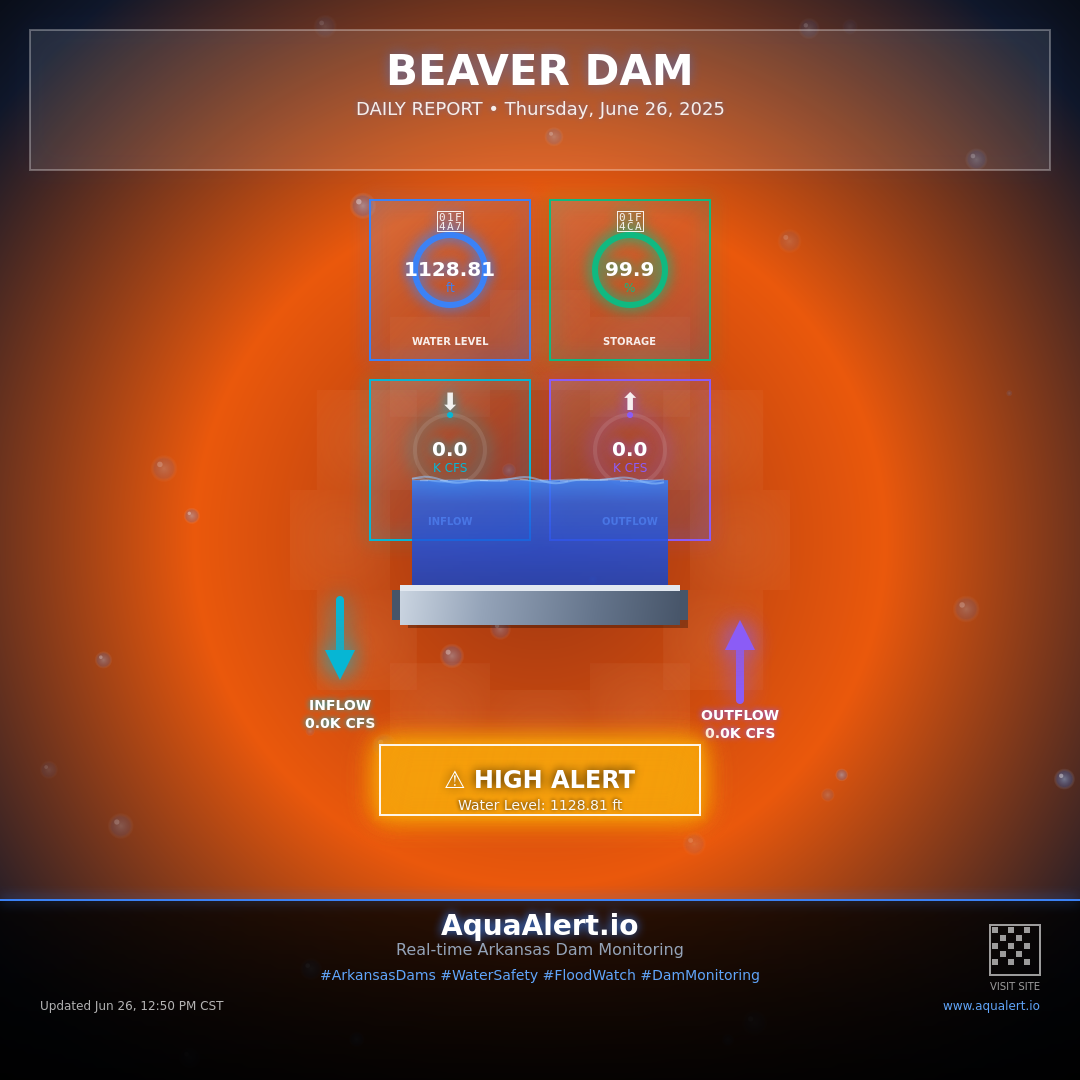 BEAVER DAM
DAILY REPORT • Thursday, June 26, 2025
01F
4A7
1128.81
ft
WATER LEVEL
01F
4CA
99.9
%
STORAGE
⬇
0.0
K CFS
INFLOW
⬆
0.0
K CFS
OUTFLOW
INFLOW
0.0K CFS
OUTFLOW
0.0K CFS
⚠ HIGH ALERT
Water Level: 1128.81 ft
AquaAlert.io
Real-time Arkansas Dam Monitoring
#ArkansasDams #WaterSafety #FloodWatch #DamMonitoring
VISIT SITE
Updated Jun 26, 12:50 PM CST
www.aqualert.io